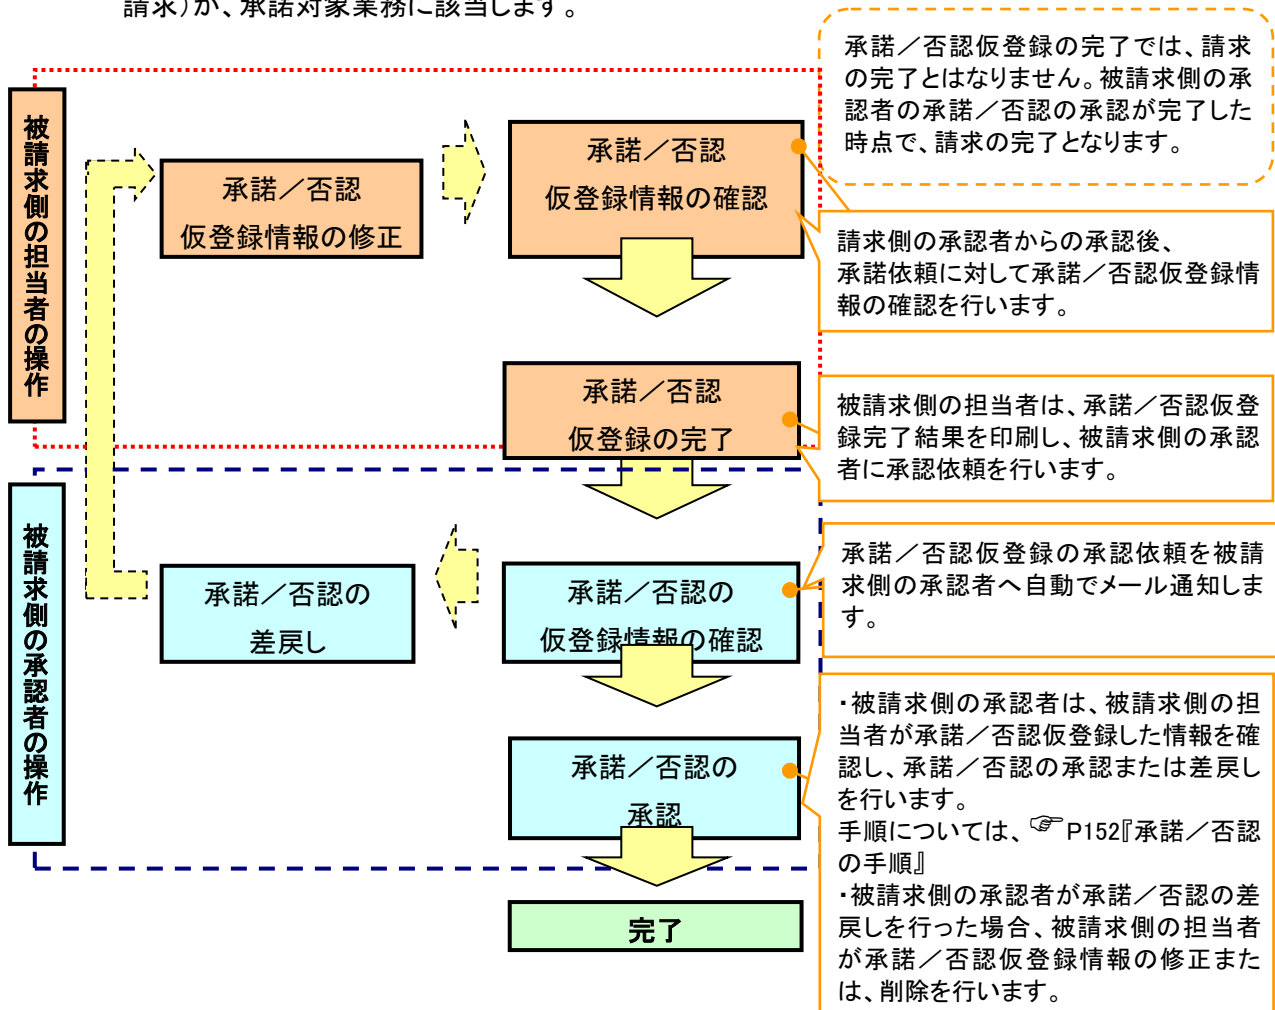 請求）が、承諾対象業務に該当します。
承諾／否認仮登録の完了では、請求
の完了とはなりません。被請求側の承
認者の承諾／否認の承認が完了した
時点で、請求の完了となります。
被請求側の担当者の操作
承諾／否認
仮登録情報の修正
承諾／否認
仮登録情報の確認
請求側の承認者からの承認後、
承諾依頼に対して承諾／否認仮登録情
報の確認を行います。
承諾／否認
仮登録の完了
被請求側の担当者は、承諾／否認仮登
録完了結果を印刷し、被請求側の承認
者に承認依頼を行います。
被請求側の承認者の操作
承諾／否認の
差戻し
承諾／否認の
仮登録情報の確認
承諾／否認仮登録の承認依頼を被請
求側の承認者へ自動でメール通知しま
す。
承諾／否認の
承認
・被請求側の承認者は、被請求側の担
当者が承諾／否認仮登録した情報を確
認し、承諾／否認の承認または差戻し
を行います。
手順については、☞P152『承諾／否認
の手順』
・被請求側の承認者が承諾／否認の差
戻しを行った場合、被請求側の担当者
が承諾／否認仮登録情報の修正また
は、削除を行います。
完了